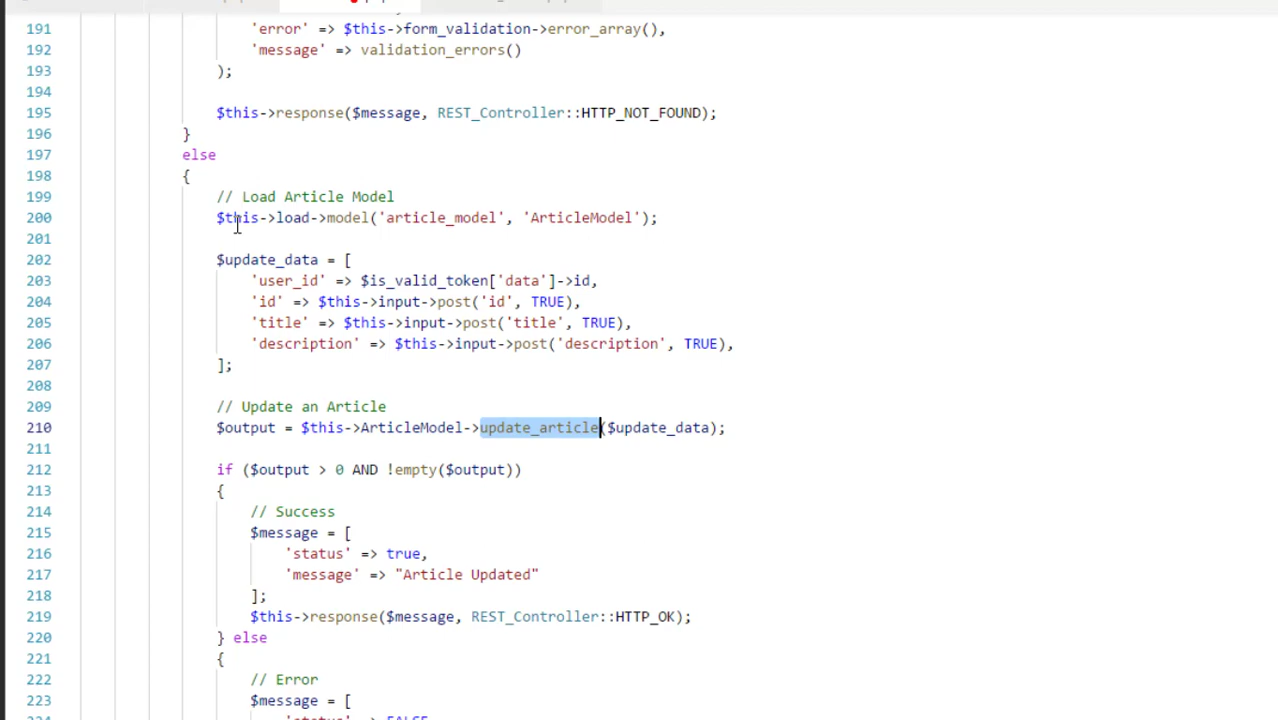 191 'error' => $this->form_validation->error_array(),
192 'message' => validation_errors()
193 );
194
195 $this->response($message, REST_Controller::HTTP_NOT_FOUND);
196 }
197 else
198 {
199 // Load Article Model
200 $this->load->model('article_model', 'ArticleModel');
201
202 $update_data = [
203 'user_id' => $is_valid_token['data']->id,
204 'id' => $this->input->post('id', TRUE),
205 'title' => $this->input->post('title', TRUE),
206 'description' => $this->input->post('description', TRUE),
207 ];
208
209 // Update an Article
210 $output = $this->ArticleModel->update_article($update_data);
211
212 if ($output > 0 AND !empty($output))
213 {
214 // Success
215 $message = [
216 'status' => true,
217 'message' => "Article Updated"
218 ];
219 $this->response($message, REST_Controller::HTTP_OK);
220 } else
221 {
222 // Error
223 $message = [